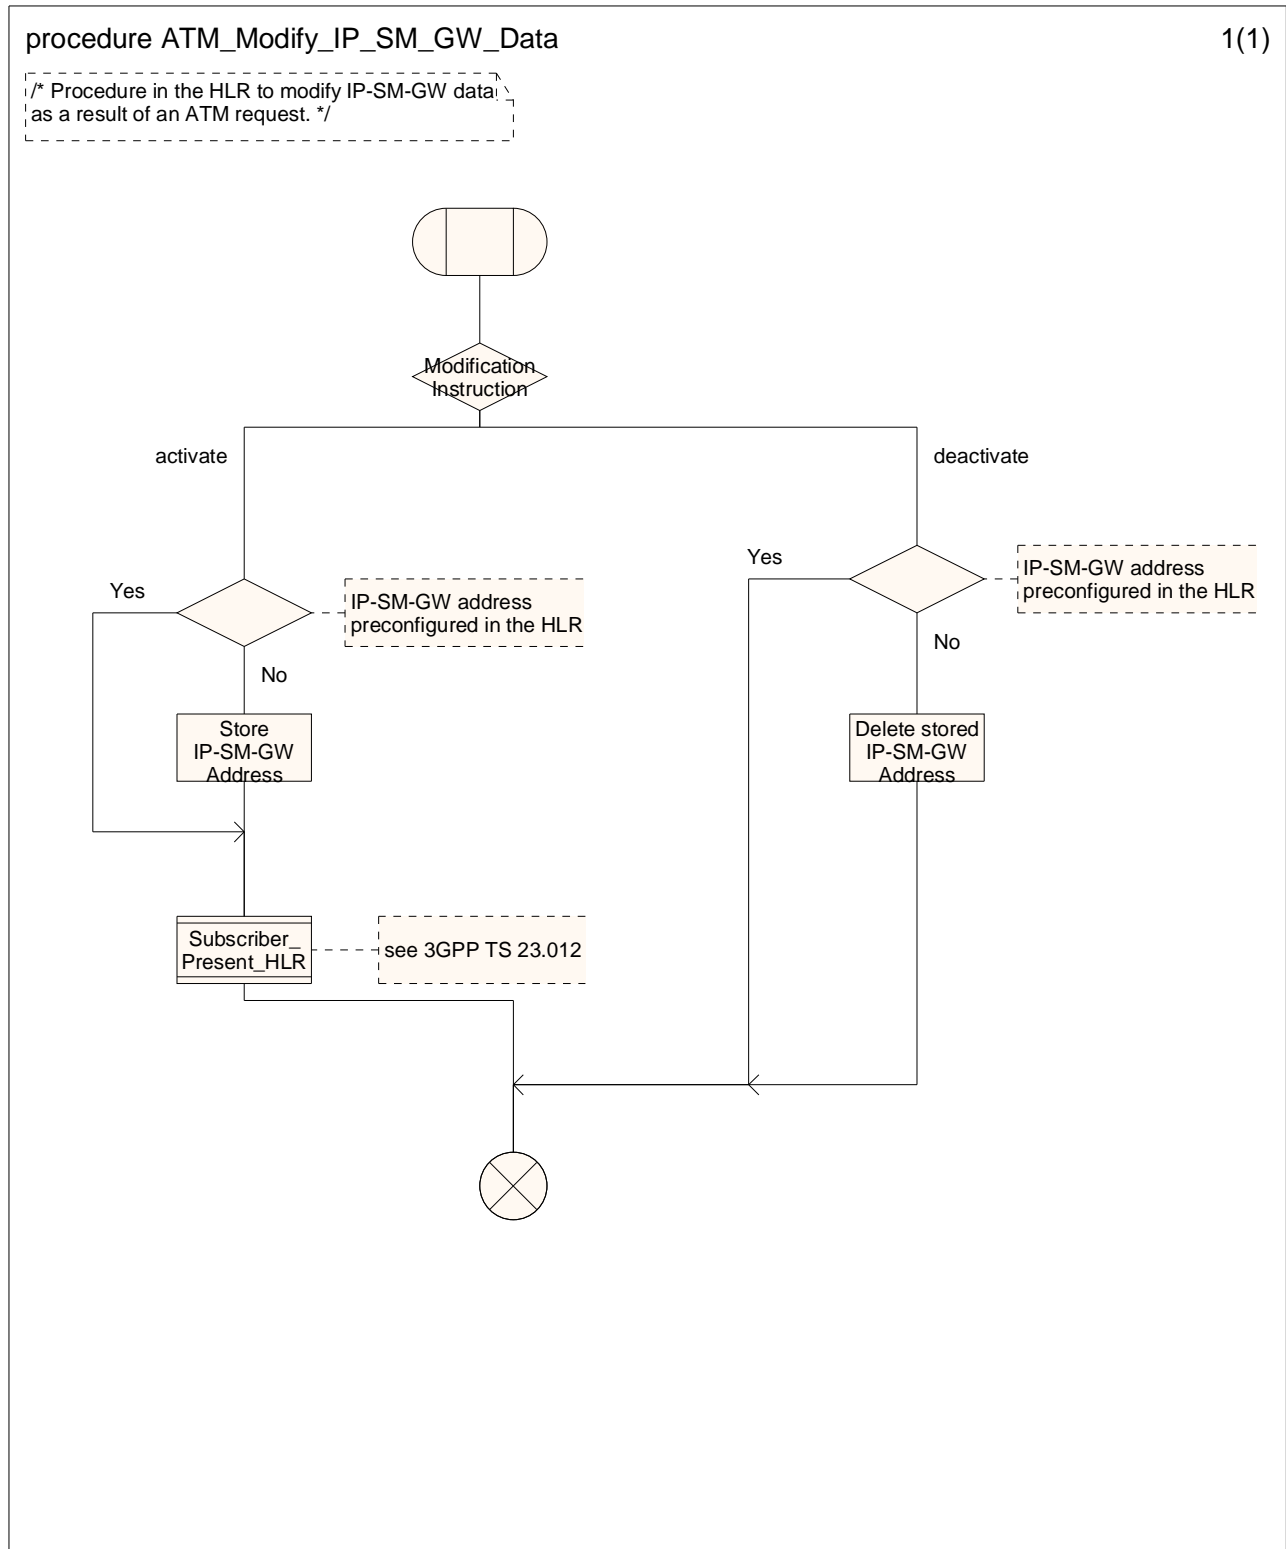 procedure ATM_Modify_IP_SM_GW_Data
1(1)
/* Procedure in the HLR to modify IP-SM-GW data
as a result of an ATM request. */
Modification
Instruction
activate
deactivate
Yes
IP-SM-GW address
preconfigured in the HLR
No
Store
IP-SM-GW
Address
Subscriber_
Present_HLR
see 3GPP TS 23.012
Yes
IP-SM-GW address
preconfigured in the HLR
No
Delete stored
IP-SM-GW
Address